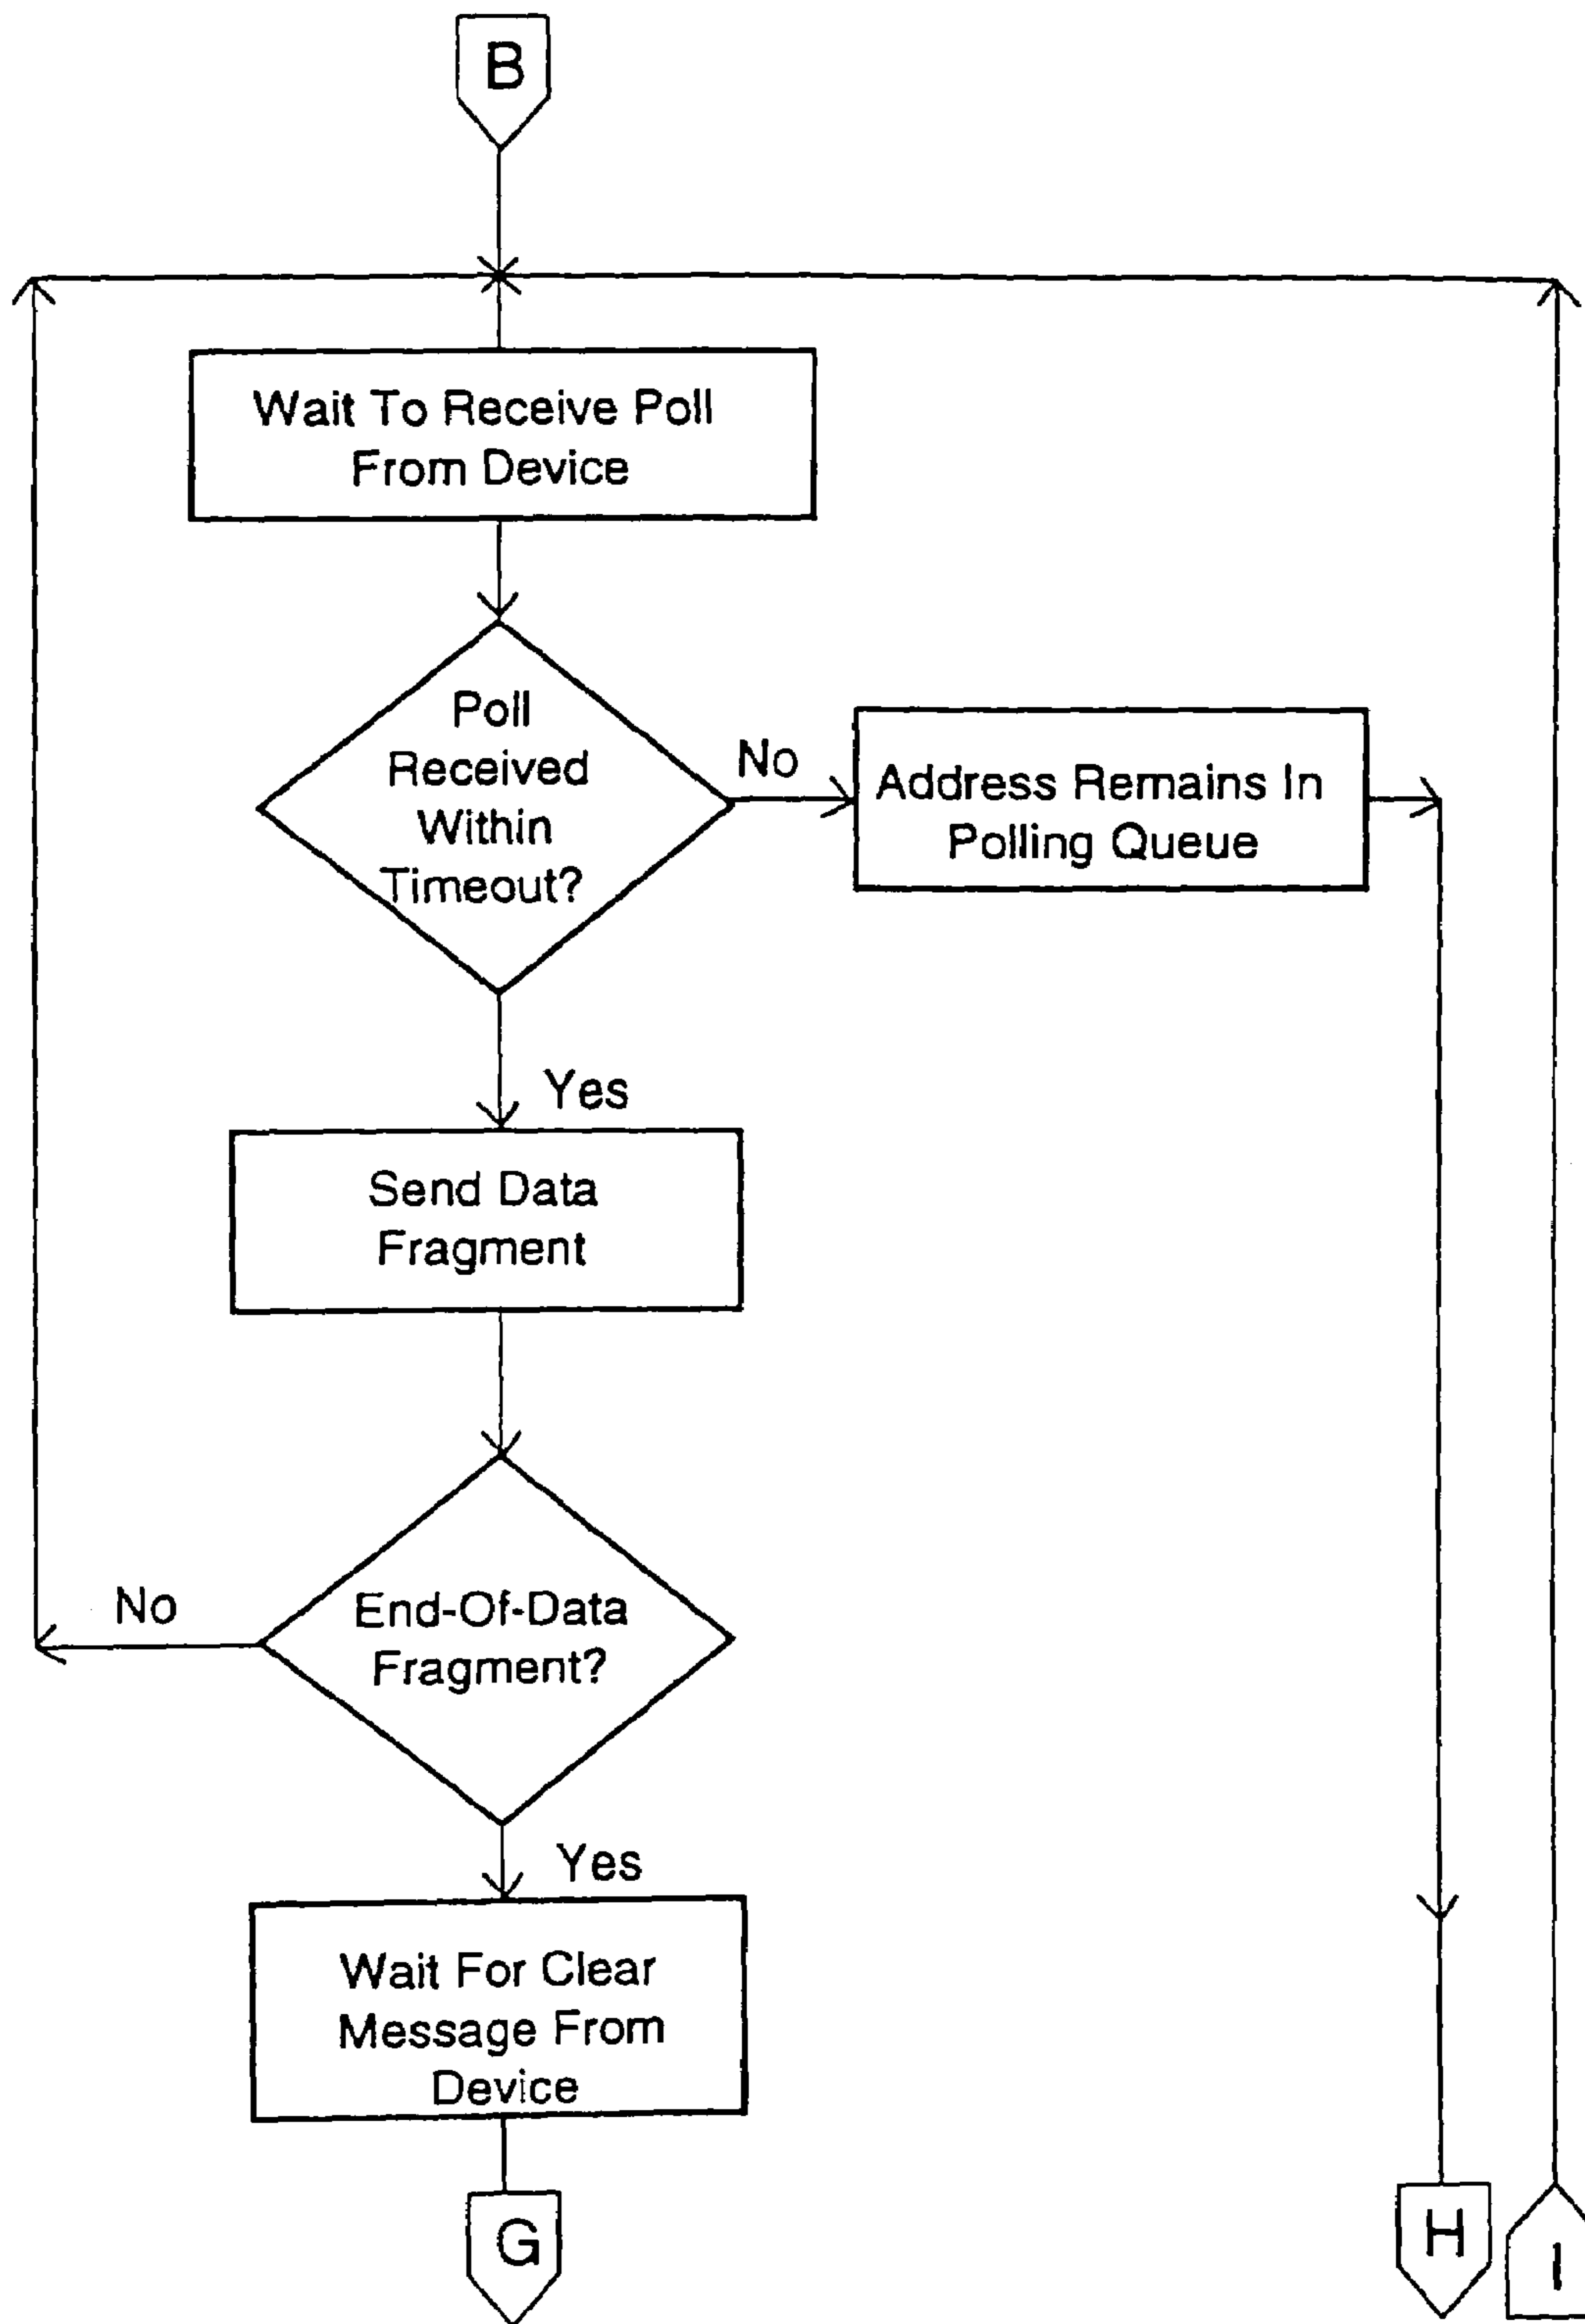 B
Wait To Receive Poll
From Device
Poll
Received
Within
Timeout?
No
Address Remains In
Polling Queue
Yes
Send Data
Fragment
No
End-Of-Data
Fragment?
Yes
Wait For Clear
Message From
Device
G
H
I